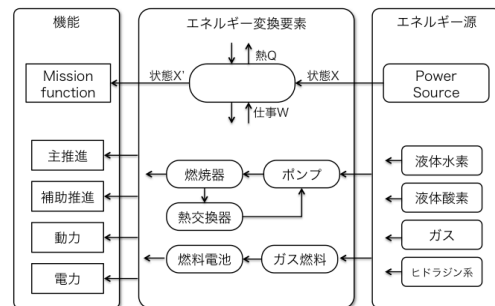 機能
エネルギー変換要素
エネルギー源
Mission
function
状態X'
熱Q
仕事W
状態X
Power
Source
主推進
補助推進
動力
電力
燃焼器
ポンプ
熱交換器
燃料電池
ガス燃料
液体水素
液体酸素
ガス
ヒドラジン系